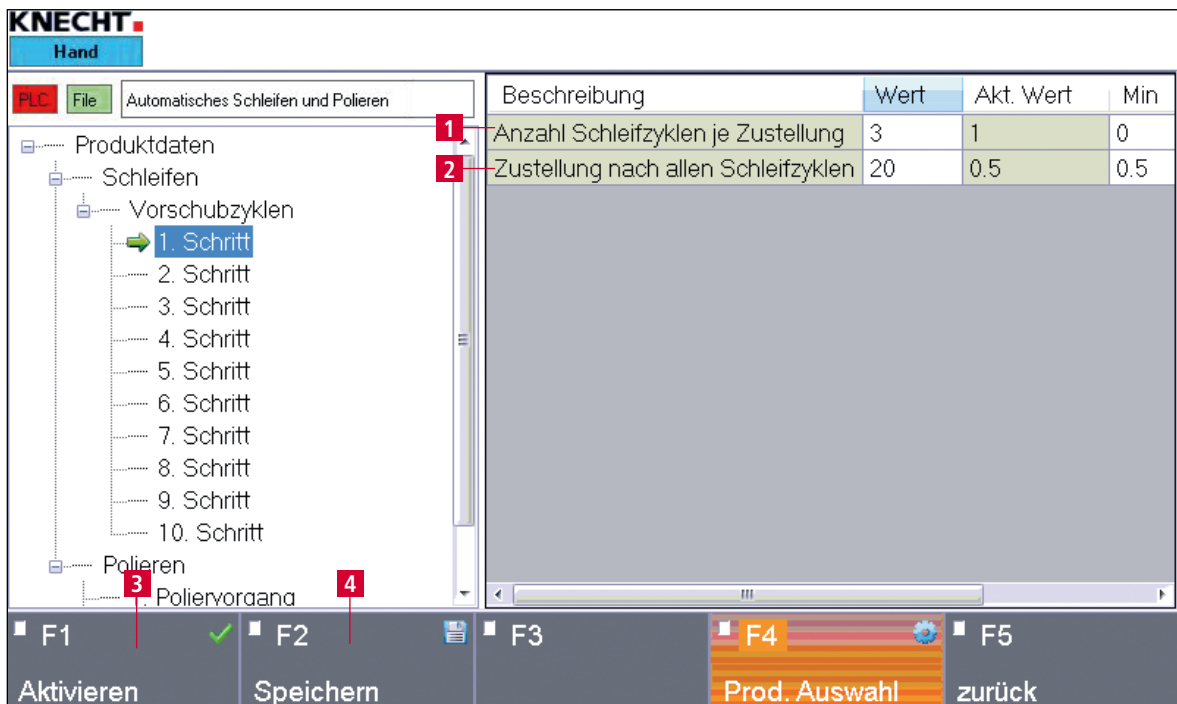 KNECHT
Hand
PLC File Automatisches Schleifen und Polieren
Produktdaten
Schleifen
Vorschubzyklen
1. Schritt
2. Schritt
3. Schritt
4. Schritt
5. Schritt
6. Schritt
7. Schritt
8. Schritt
9. Schritt
10. Schritt
Polieren
Poliervorgang
Beschreibung Wert Akt. Wert Min
1 Anzahl Schleifzyklen je Zustellung 3 1 0
2 Zustellung nach allen Schleifzyklen 20 0.5 0.5
3 4
F1 F2 F3 F4 F5
Aktivieren Speichern Prod. Auswahl zurück